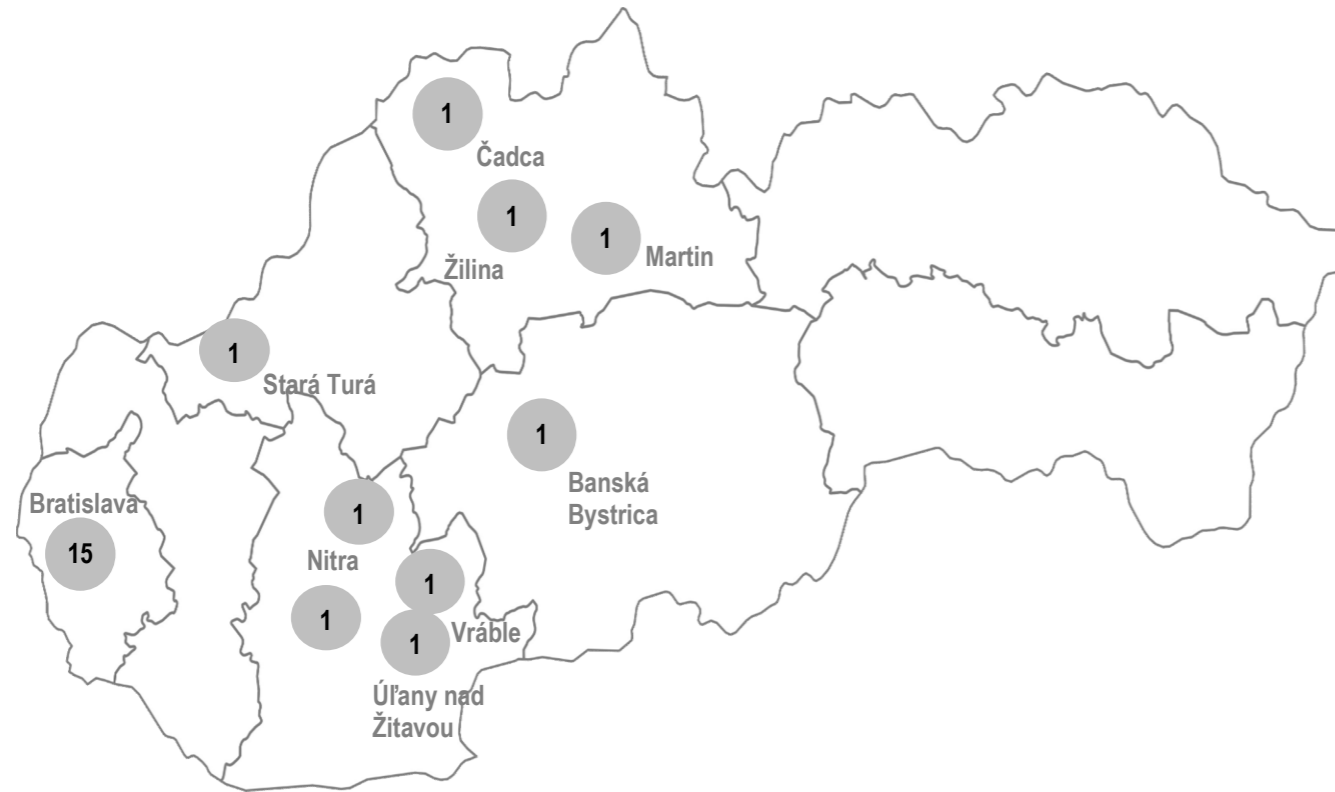 1
Čadca
1
Žilina
1
Martin
1
Stará Turá
1
Banská
Bystrica
Bratislava
15
1
Nitra
1
1
Vráble
1
Úľany nad
Žitavou